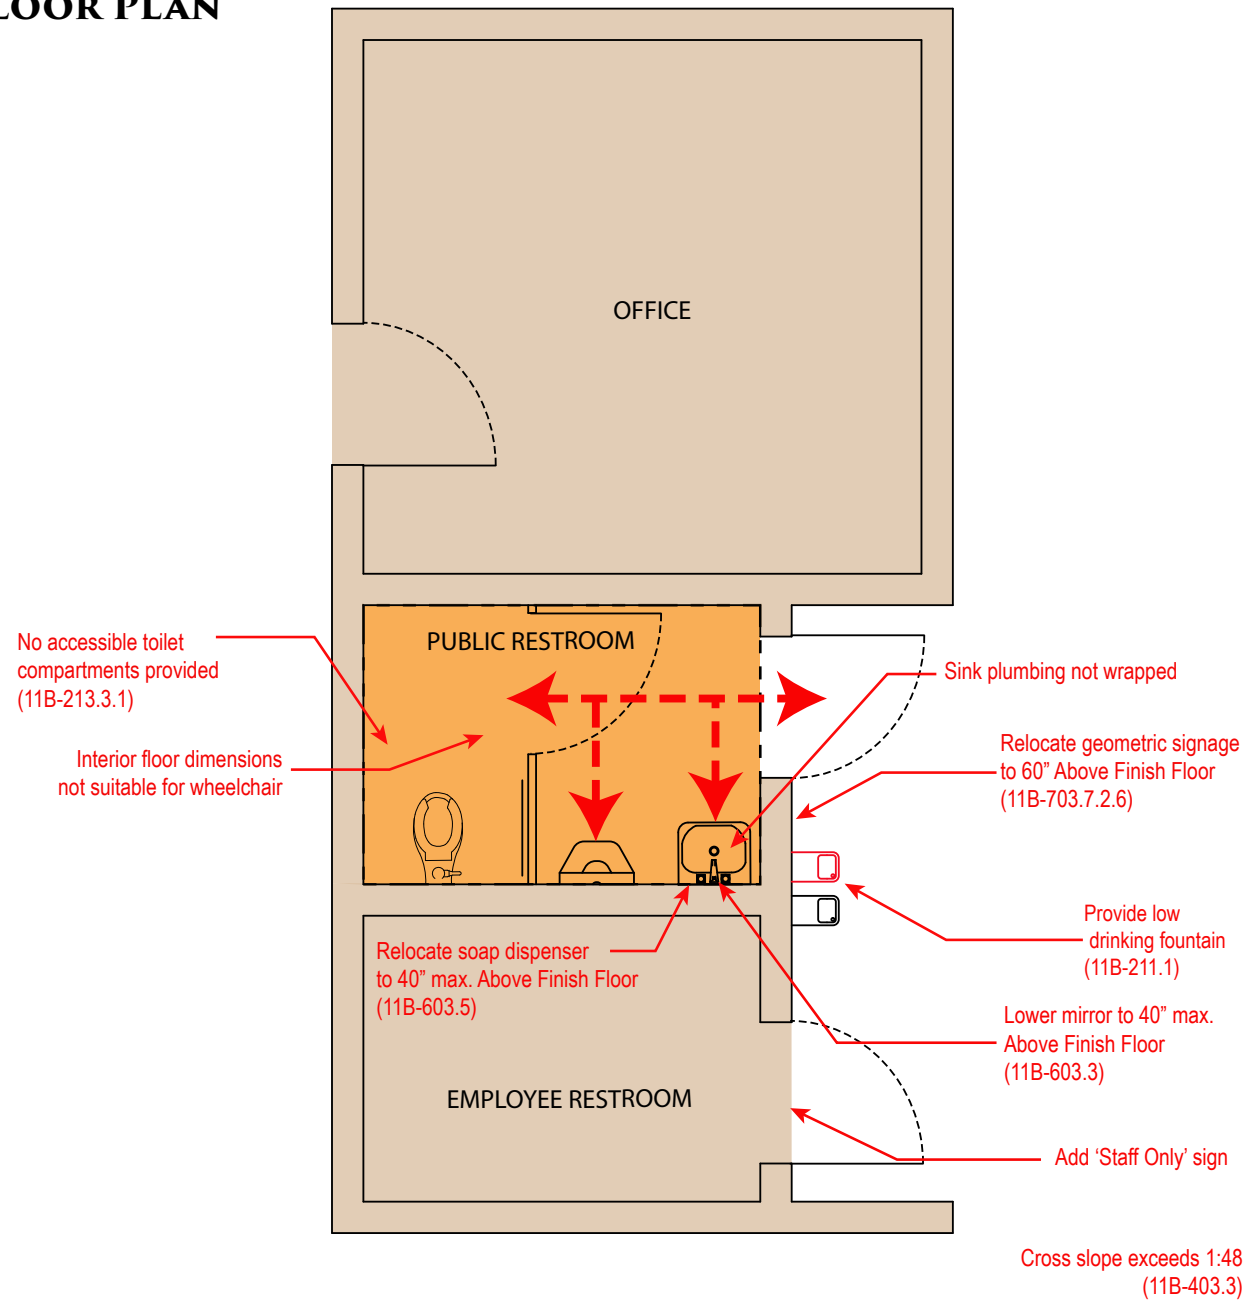 LOOR PLAN
OFFICE
PUBLIC RESTROOM
No accessible toilet
compartments provided
(11B-213.3.1)
Interior floor dimensions
not suitable for wheelchair
Sink plumbing not wrapped
Relocate geometric signage
to 60” Above Finish Floor
(11B-703.7.2.6)
Provide low
drinking fountain
(11B-211.1)
Relocate soap dispenser
to 40” max. Above Finish Floor
(11B-603.5)
Lower mirror to 40” max.
Above Finish Floor
(11B-603.3)
EMPLOYEE RESTROOM
Add ‘Staff Only’ sign
Cross slope exceeds 1:48
(11B-403.3)